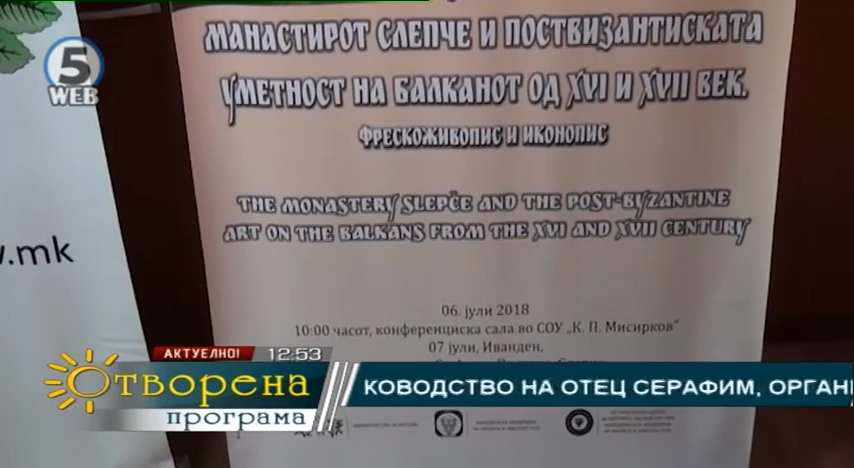 5
WEB
МАНАСТИРОТ СЛЕПЧЕ И ПОСТВИЗАНТИСКАТА
УМЕТНОСТ НА БАЛКАНОТ ОД XVI И XVII ВЕК.
ФРЕСКОЖИВОПИС И ИКОНОПИС
THE MONASTERY SLEPČE AND THE POST-BYZANTINE
ART ON THE BALKANS FROM THE XVI AND XVII CENTURY
.mk
06. јули 2018
10:00 часот, конференциска сала во СОУ „К. П. Мисирков“
07 јули, Иванден,
АКТУЕЛНО! 12:53
Отворена
програма
КОВОДСТВО НА ОТЕЦ СЕРАФИМ, ОРГАНИ